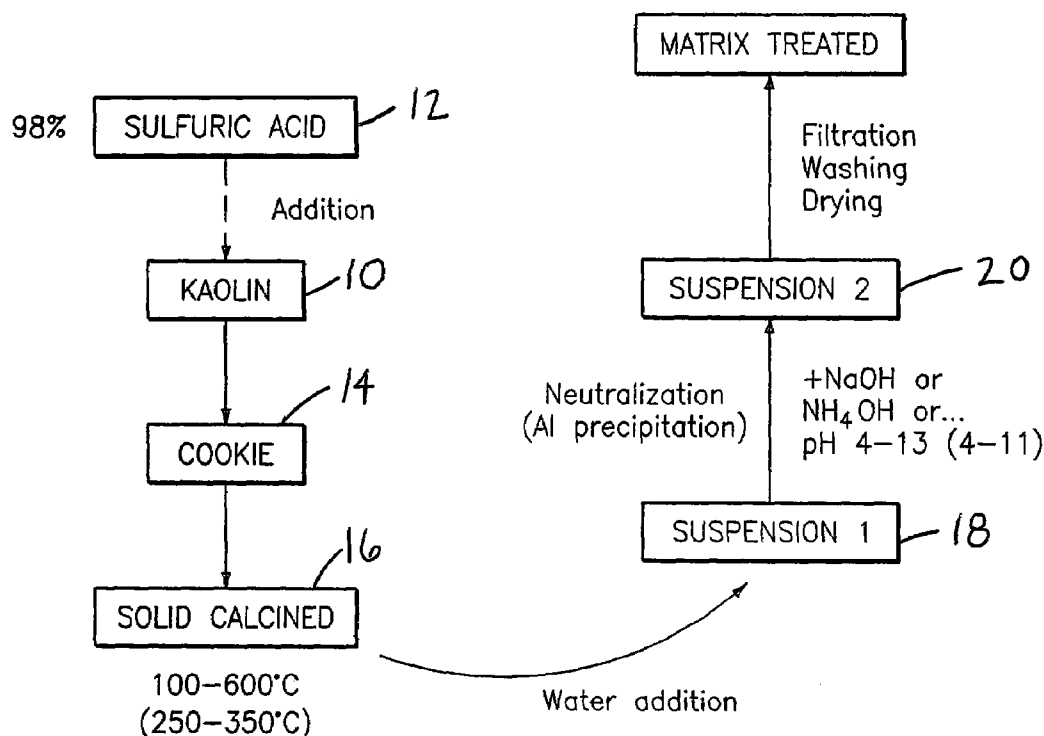 98%
SULFURIC ACID
12
Addition
KAOLIN
10
14
COOKIE
16
SOLID CALCINED
100–600°C
(250–350°C)
Water addition
SUSPENSION 1
18
Neutralization
(Al precipitation)
+NaOH or
NH4OH or...
pH 4–13 (4–11)
SUSPENSION 2
20
Filtration
Washing
Drying
MATRIX TREATED